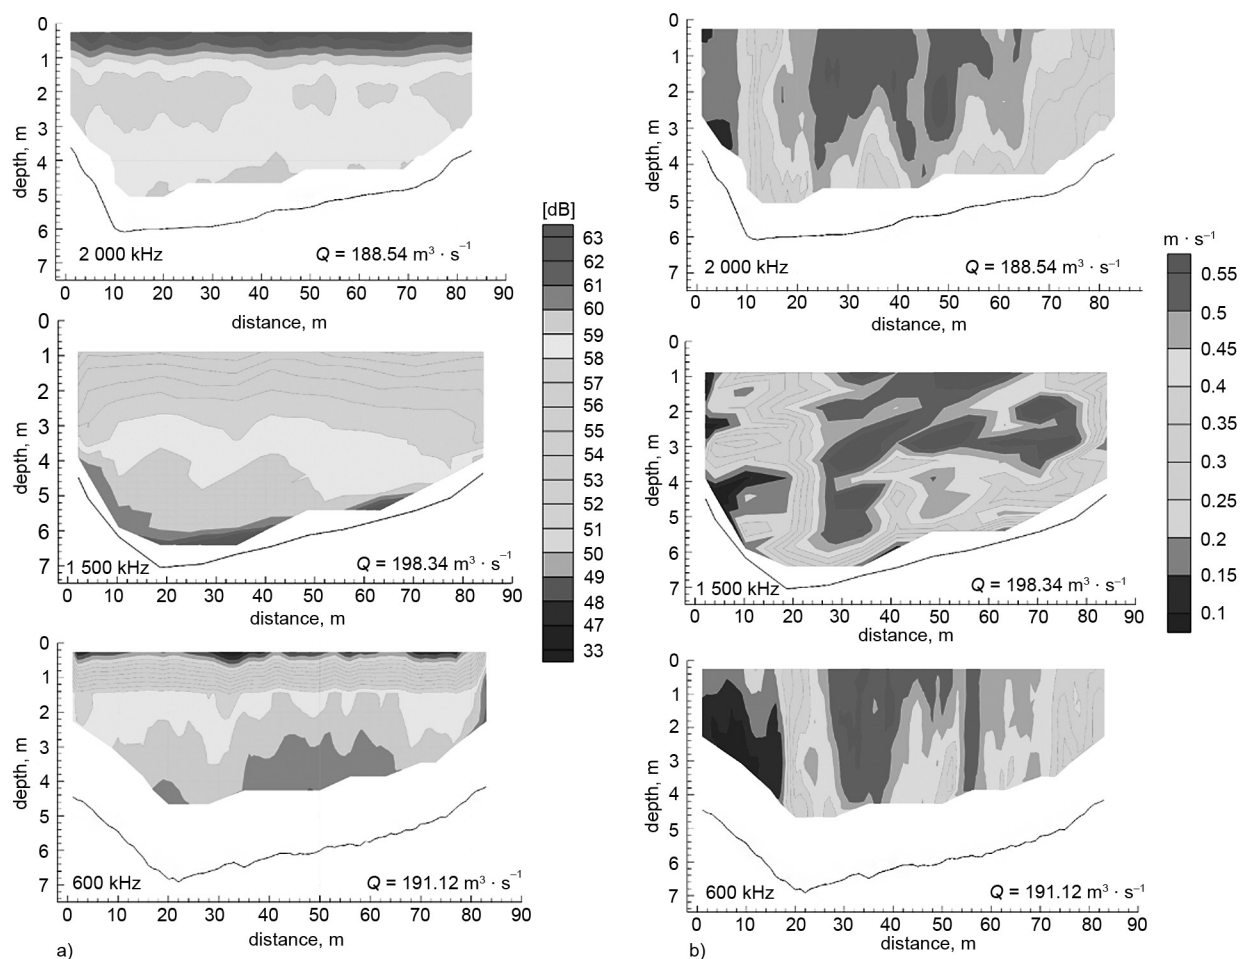 0
1
2
3
4
5
6
7
depth, m
2 000 kHz
Q = 188.54 m³ · s⁻¹
0 10 20 30 40 50 60 70 80 90
distance, m
0
1
2
3
4
5
6
7
depth, m
1 500 kHz
Q = 198.34 m³ · s⁻¹
0 10 20 30 40 50 60 70 80 90
distance, m
0
1
2
3
4
5
6
7
depth, m
600 kHz
Q = 191.12 m³ · s⁻¹
0 10 20 30 40 50 60 70 80 90
distance, m
a)
[dB]
63
62
61
60
59
58
57
56
55
53
52
51
50
49
48
47
33
0
1
2
3
4
5
6
7
depth, m
2 000 kHz
Q = 188.54 m³ · s⁻¹
0 10 20 30 40 50 60 70 80
distance, m
0
1
2
3
4
5
6
7
depth, m
1 500 kHz
Q = 198.34 m³ · s⁻¹
0 10 20 30 40 50 60 70 80 90
distance, m
0
1
2
3
4
5
6
7
depth, m
600 kHz
Q = 191.12 m³ · s⁻¹
0 10 20 30 40 50 60 70 80 90
distance, m
b)
m · s⁻¹
0.55
0.5
0.45
0.4
0.35
0.3
0.25
0.2
0.15
0.1